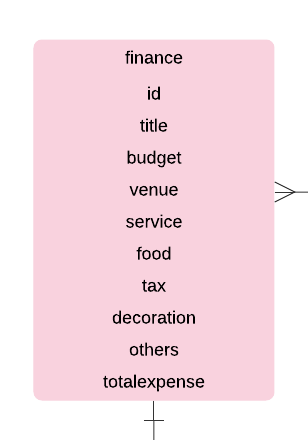 finance
id
title
budget
venue
service
food
tax
decoration
others
totalexpense